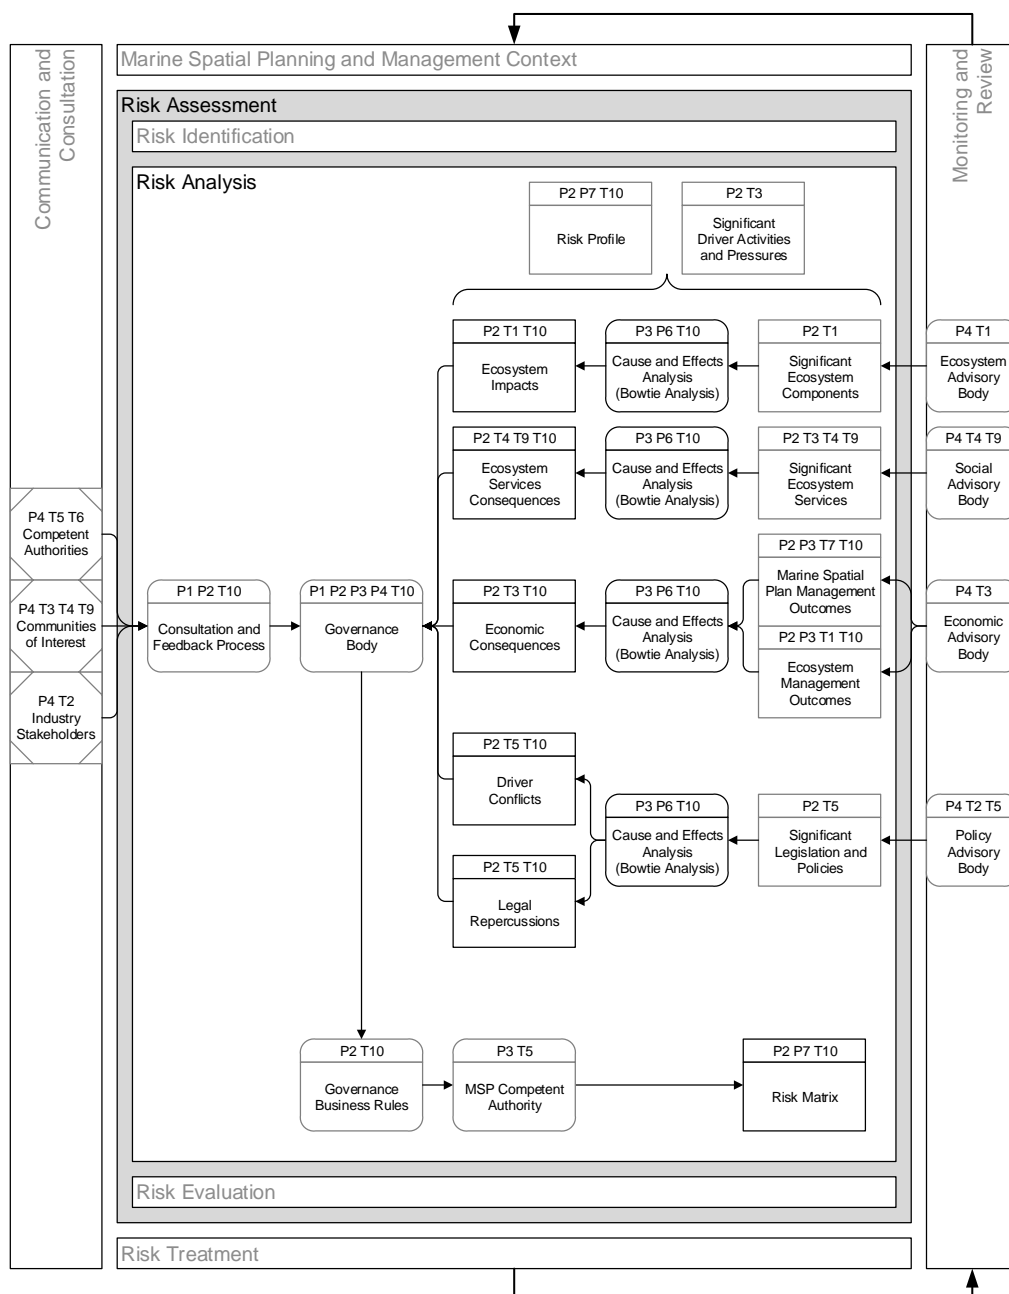 Communication and
Consultation
Marine Spatial Planning and Management Context
Monitoring and
Review
Risk Assessment
Risk Identification
Risk Analysis
P2 P7 T10
Risk Profile
P2 T3
Significant
Driver Activities
and Pressures
P2 T1 T10
Ecosystem
Impacts
P3 P6 T10
Cause and Effects
Analysis
(Bowtie Analysis)
P2 T1
Significant
Ecosystem
Components
P4 T1
Ecosystem
Advisory
Body
P2 T4 T9 T10
Ecosystem
Services
Consequences
P3 P6 T10
Cause and Effects
Analysis
(Bowtie Analysis)
P2 T3 T4 T9
Significant
Ecosystem
Services
P4 T4 T9
Social
Advisory
Body
P4 T5 T6
Competent
Authorities
P4 T3 T4 T9
Communities
of Interest
P4 T2
Industry
Stakeholders
P1 P2 T10
Consultation and
Feedback Process
P1 P2 P3 P4 T10
Governance
Body
P2 T3 T10
Economic
Consequences
P3 P6 T10
Cause and Effects
Analysis
(Bowtie Analysis)
P2 P3 T7 T10
Marine Spatial
Plan Management
Outcomes
P2 P3 T1 T10
Ecosystem
Management
Outcomes
P4 T3
Economic
Advisory
Body
P2 T5 T10
Driver
Conflicts
P2 T5 T10
Legal
Repercussions
P3 P6 T10
Cause and Effects
Analysis
(Bowtie Analysis)
P2 T5
Significant
Legislation and
Policies
P4 T2 T5
Policy
Advisory
Body
P2 T10
Governance
Business Rules
P3 T5
MSP Competent
Authority
P2 P7 T10
Risk Matrix
Risk Evaluation
Risk Treatment